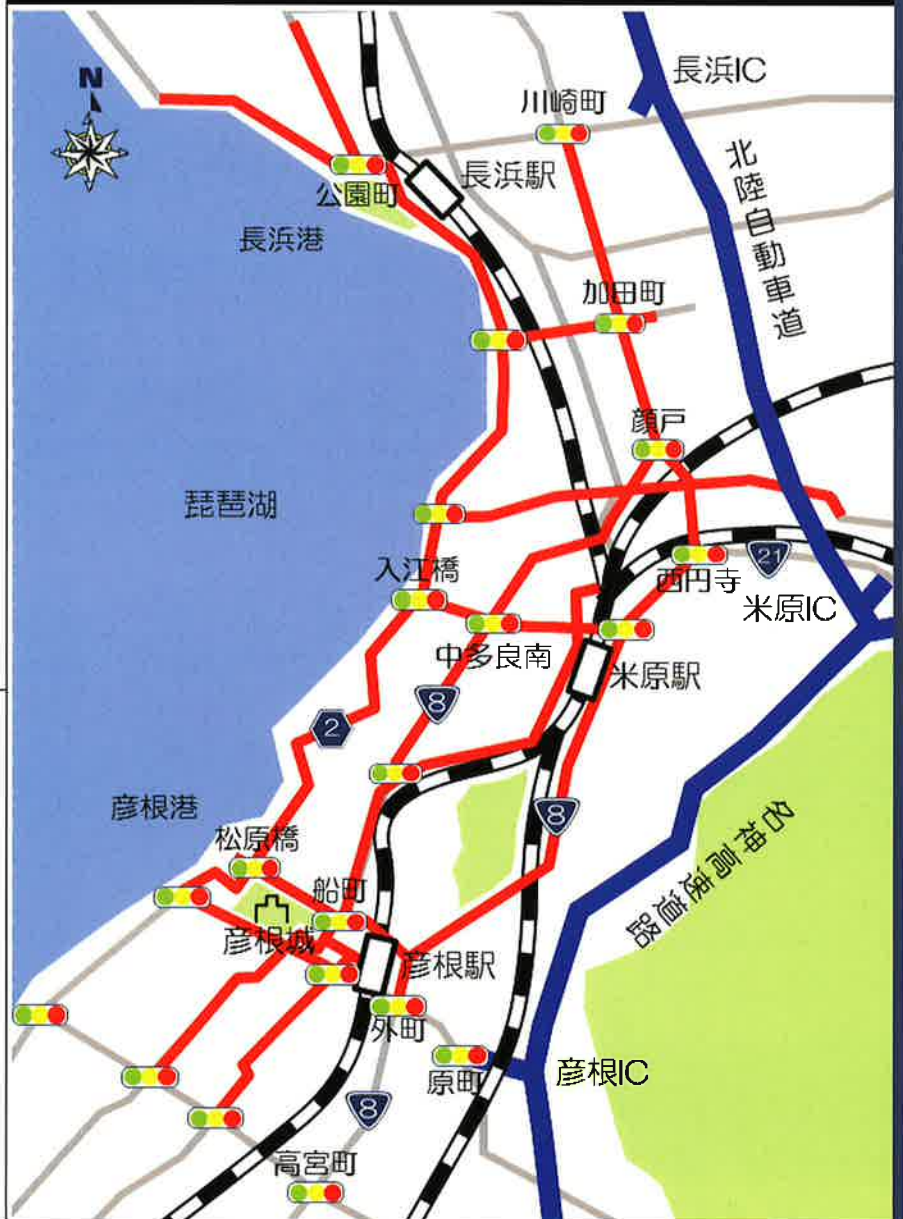 N
長浜IC
川崎町
北陸自動車道
長浜駅
公園町
長浜港
加田町
顔戸
琵琶湖
入江橋
西円寺
21
米原IC
中多良南
米原駅
8
2
彦根港
8
松原橋
名神高速道路
船町
彦根城
彦根駅
外町
原町
彦根IC
8
高宮町